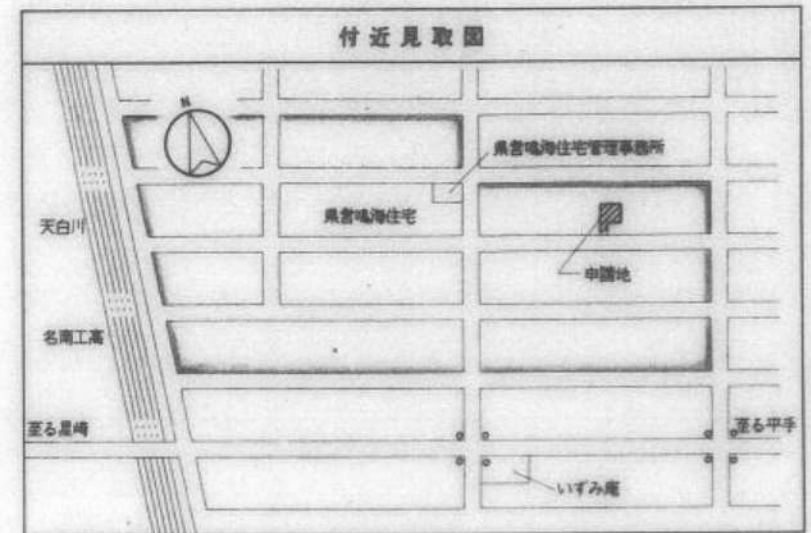 付近見取図
N
県営鳴海住宅管理事務所
県営鳴海住宅
天白川
申請地
名南工高
至る星崎
至る平手
いずみ庵